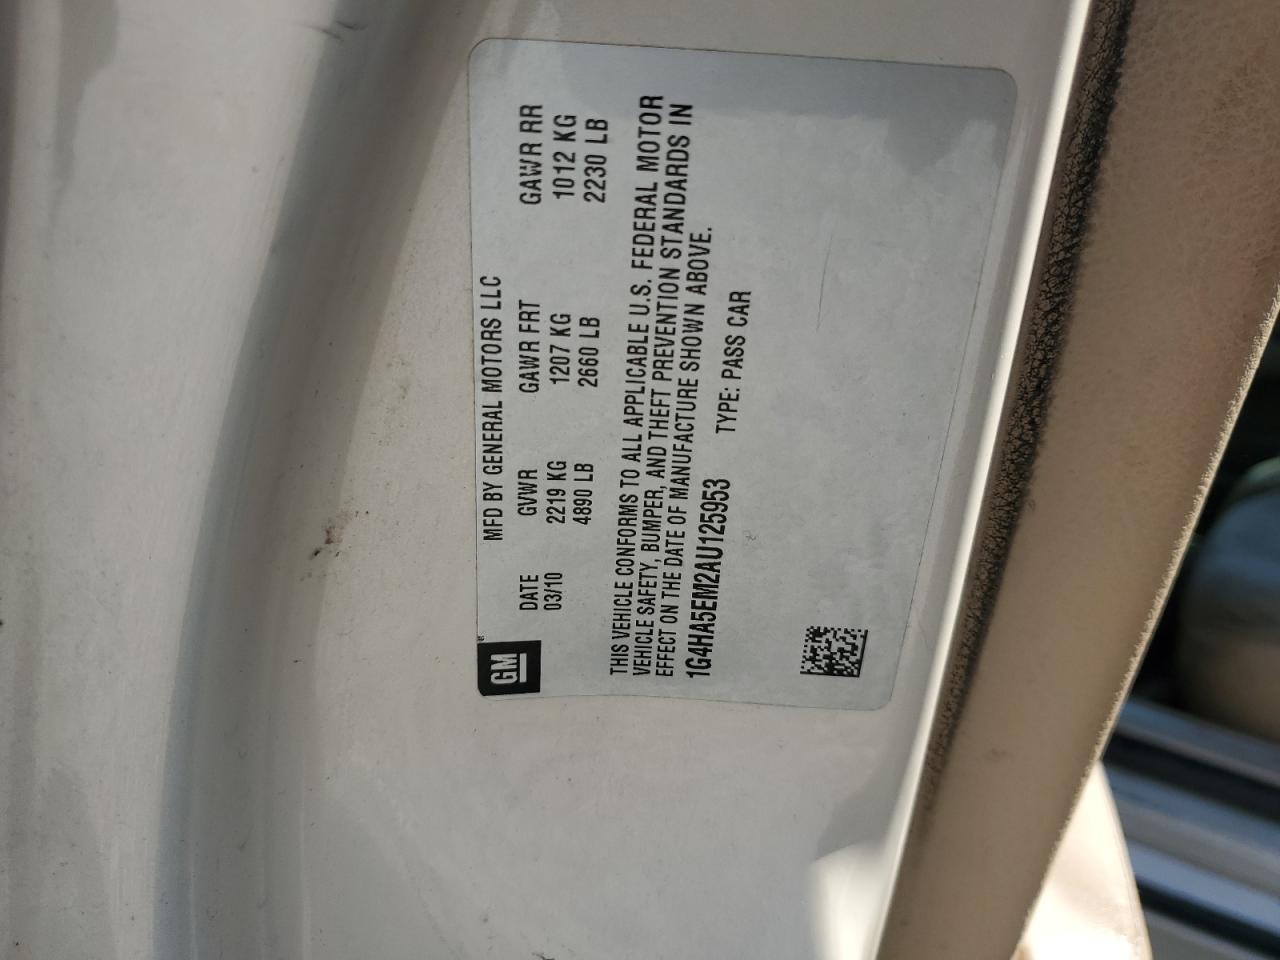 GM
MFD BY GENERAL MOTORS LLC
DATE GVWR GAWR FRT GAWR RR
03/10 2219 KG 1207 KG 1012 KG
4890 LB 2660 LB 2230 LB
THIS VEHICLE CONFORMS TO ALL APPLICABLE U.S. FEDERAL MOTOR
VEHICLE SAFETY, BUMPER, AND THEFT PREVENTION STANDARDS IN
EFFECT ON THE DATE OF MANUFACTURE SHOWN ABOVE.
1G4HA5EM2AU125953 TYPE: PASS CAR